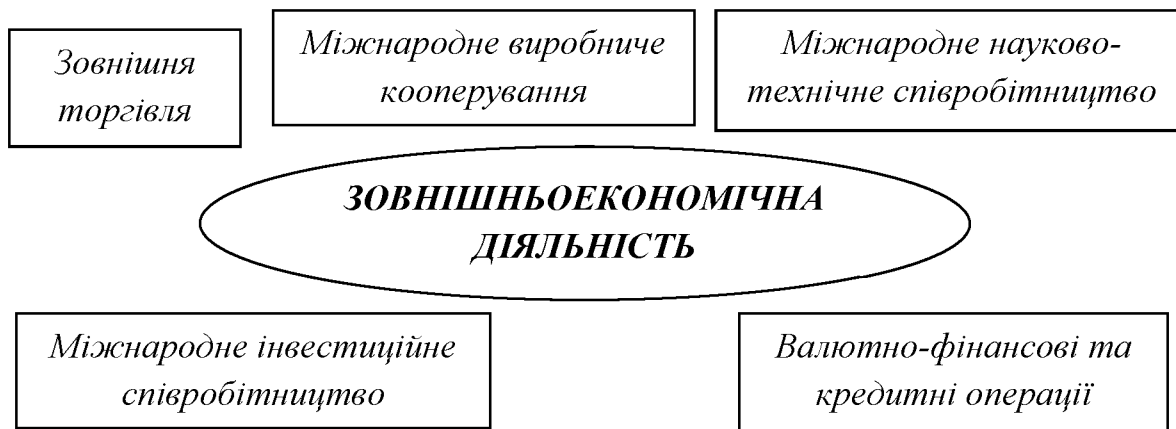 Зовнішня
торгівля
Міжнародне виробниче
кооперування
Міжнародне науково-
технічне співробітництво
ЗОВНІШНЬОЕКОНОМІЧНА
ДІЯЛЬНІСТЬ
Міжнародне інвестиційне
співробітництво
Валютно-фінансові та
кредитні операції